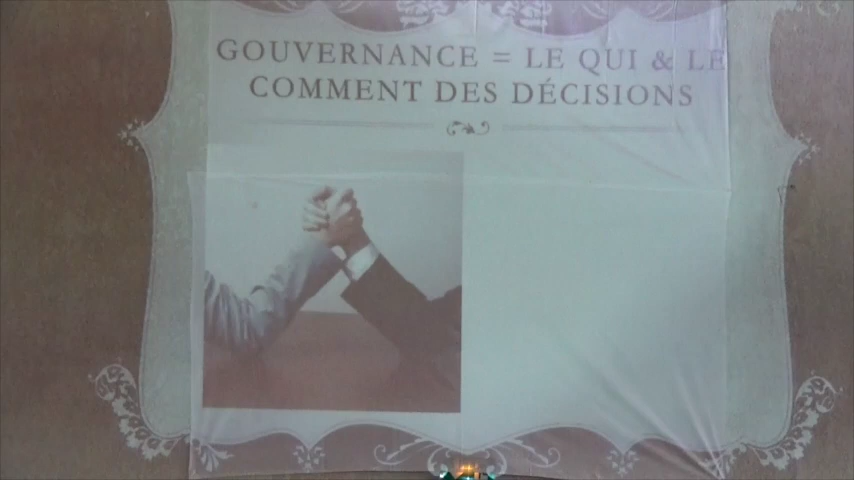 GOUVERNANCE = LE QUI & LE
COMMENT DES DÉCISIONS